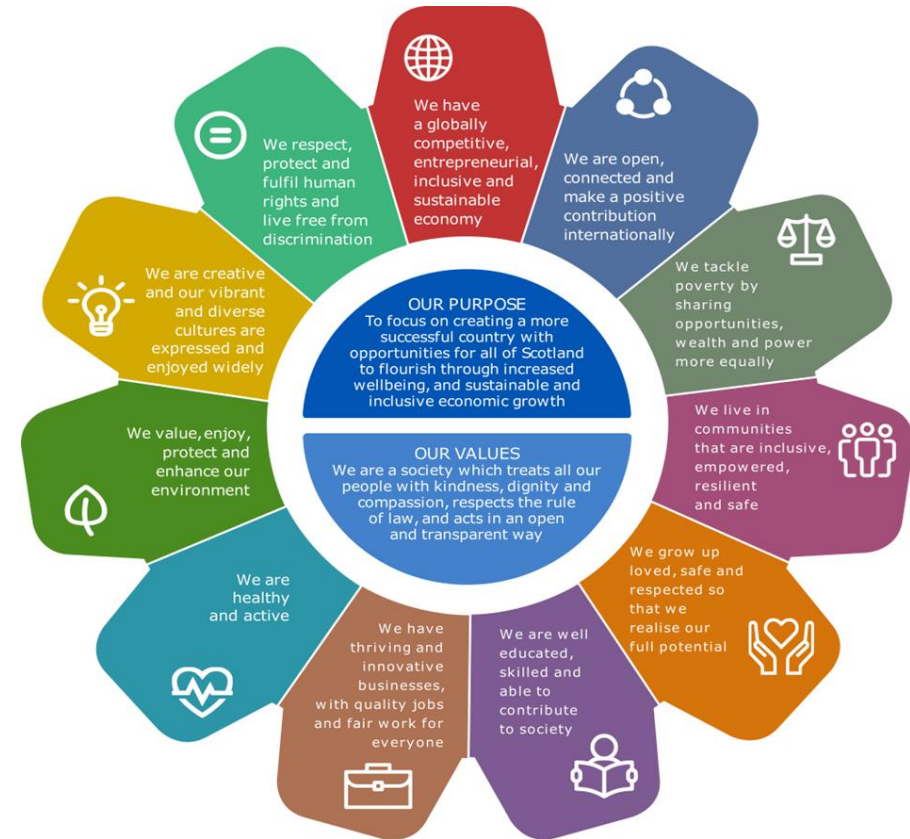 We have
a globally
competitive,
entrepreneurial,
inclusive and
sustainable
economy
We are open,
connected and
make a positive
contribution
internationally
We tackle
poverty by
sharing
opportunities,
wealth and power
more equally
We live in
communities
that are inclusive,
empowered,
resilient
and safe
We grow up
loved, safe and
respected so
that we
realise our
full potential
We are well
educated,
skilled and
able to
contribute
to society
We have
thriving and
innovative
businesses,
with quality jobs
and fair work for
everyone
We are
healthy
and active
We value, enjoy,
protect and
enhance our
environment
We are creative
and our vibrant
and diverse
cultures are
expressed and
enjoyed widely
We respect,
protect and
fulfil human
rights and
live free from
discrimination
OUR PURPOSE
To focus on creating a more
successful country with
opportunities for all of Scotland
to flourish through increased
wellbeing, and sustainable and
inclusive economic growth
OUR VALUES
We are a society which treats all our
people with kindness, dignity and
compassion, respects the rule
of law, and acts in an open
and transparent way